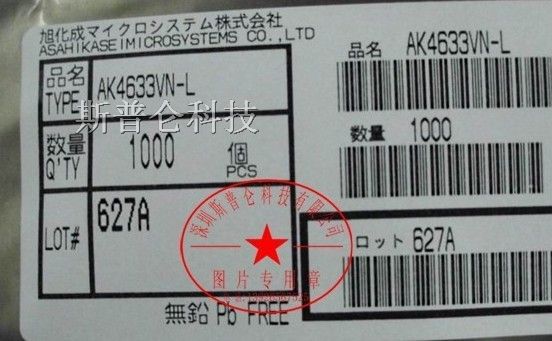 旭化成マイクロシステム株式会社
ASAHIKASEIMICROSYSTEMS CO.,LTD
品名
TYPE
AK4633VN-L
数量
Q'TY
1000
個
PCS
LOT#
627A
無鉛 Pb FREE
品名 AK4633VN-L
数量 1000
ロット 627A
斯普仑科技
深圳斯普仑科技有限公司
图片专用章